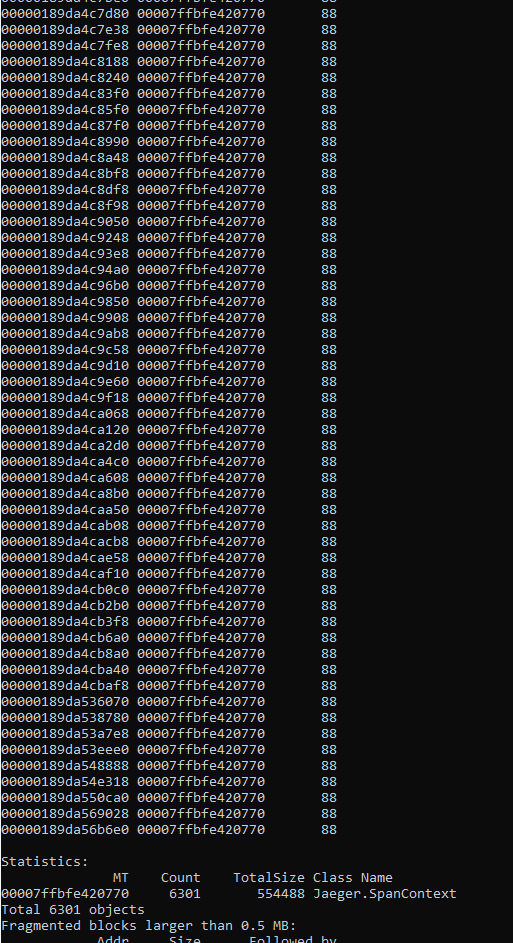 00000189da4c7d80 00007ffbfe420770 88
00000189da4c7e38 00007ffbfe420770 88
00000189da4c7fe8 00007ffbfe420770 88
00000189da4c8188 00007ffbfe420770 88
00000189da4c8240 00007ffbfe420770 88
00000189da4c83f0 00007ffbfe420770 88
00000189da4c85f0 00007ffbfe420770 88
00000189da4c87f0 00007ffbfe420770 88
00000189da4c8990 00007ffbfe420770 88
00000189da4c8a48 00007ffbfe420770 88
00000189da4c8bf8 00007ffbfe420770 88
00000189da4c8df8 00007ffbfe420770 88
00000189da4c8f98 00007ffbfe420770 88
00000189da4c9050 00007ffbfe420770 88
00000189da4c9248 00007ffbfe420770 88
00000189da4c93e8 00007ffbfe420770 88
00000189da4c94a0 00007ffbfe420770 88
00000189da4c96b0 00007ffbfe420770 88
00000189da4c9850 00007ffbfe420770 88
00000189da4c9908 00007ffbfe420770 88
00000189da4c9ab8 00007ffbfe420770 88
00000189da4c9c58 00007ffbfe420770 88
00000189da4c9d10 00007ffbfe420770 88
00000189da4c9e60 00007ffbfe420770 88
00000189da4c9f18 00007ffbfe420770 88
00000189da4ca068 00007ffbfe420770 88
00000189da4ca120 00007ffbfe420770 88
00000189da4ca2d0 00007ffbfe420770 88
00000189da4ca4c0 00007ffbfe420770 88
00000189da4ca608 00007ffbfe420770 88
00000189da4ca8b0 00007ffbfe420770 88
00000189da4caa50 00007ffbfe420770 88
00000189da4cab08 00007ffbfe420770 88
00000189da4cacb8 00007ffbfe420770 88
00000189da4cae58 00007ffbfe420770 88
00000189da4caf10 00007ffbfe420770 88
00000189da4cb0c0 00007ffbfe420770 88
00000189da4cb2b0 00007ffbfe420770 88
00000189da4cb3f8 00007ffbfe420770 88
00000189da4cb6a0 00007ffbfe420770 88
00000189da4cb8a0 00007ffbfe420770 88
00000189da4cba40 00007ffbfe420770 88
00000189da4cbaf8 00007ffbfe420770 88
00000189da536070 00007ffbfe420770 88
00000189da538780 00007ffbfe420770 88
00000189da53a7e8 00007ffbfe420770 88
00000189da53eee0 00007ffbfe420770 88
00000189da548888 00007ffbfe420770 88
00000189da54e318 00007ffbfe420770 88
00000189da550ca0 00007ffbfe420770 88
00000189da569028 00007ffbfe420770 88
00000189da56b6e0 00007ffbfe420770 88
Statistics:
MT Count TotalSize Class Name
00007ffbfe420770 6301 554488 Jaeger.SpanContext
Total 6301 objects
Fragmented blocks larger than 0.5 MB:
Addr Size Followed by